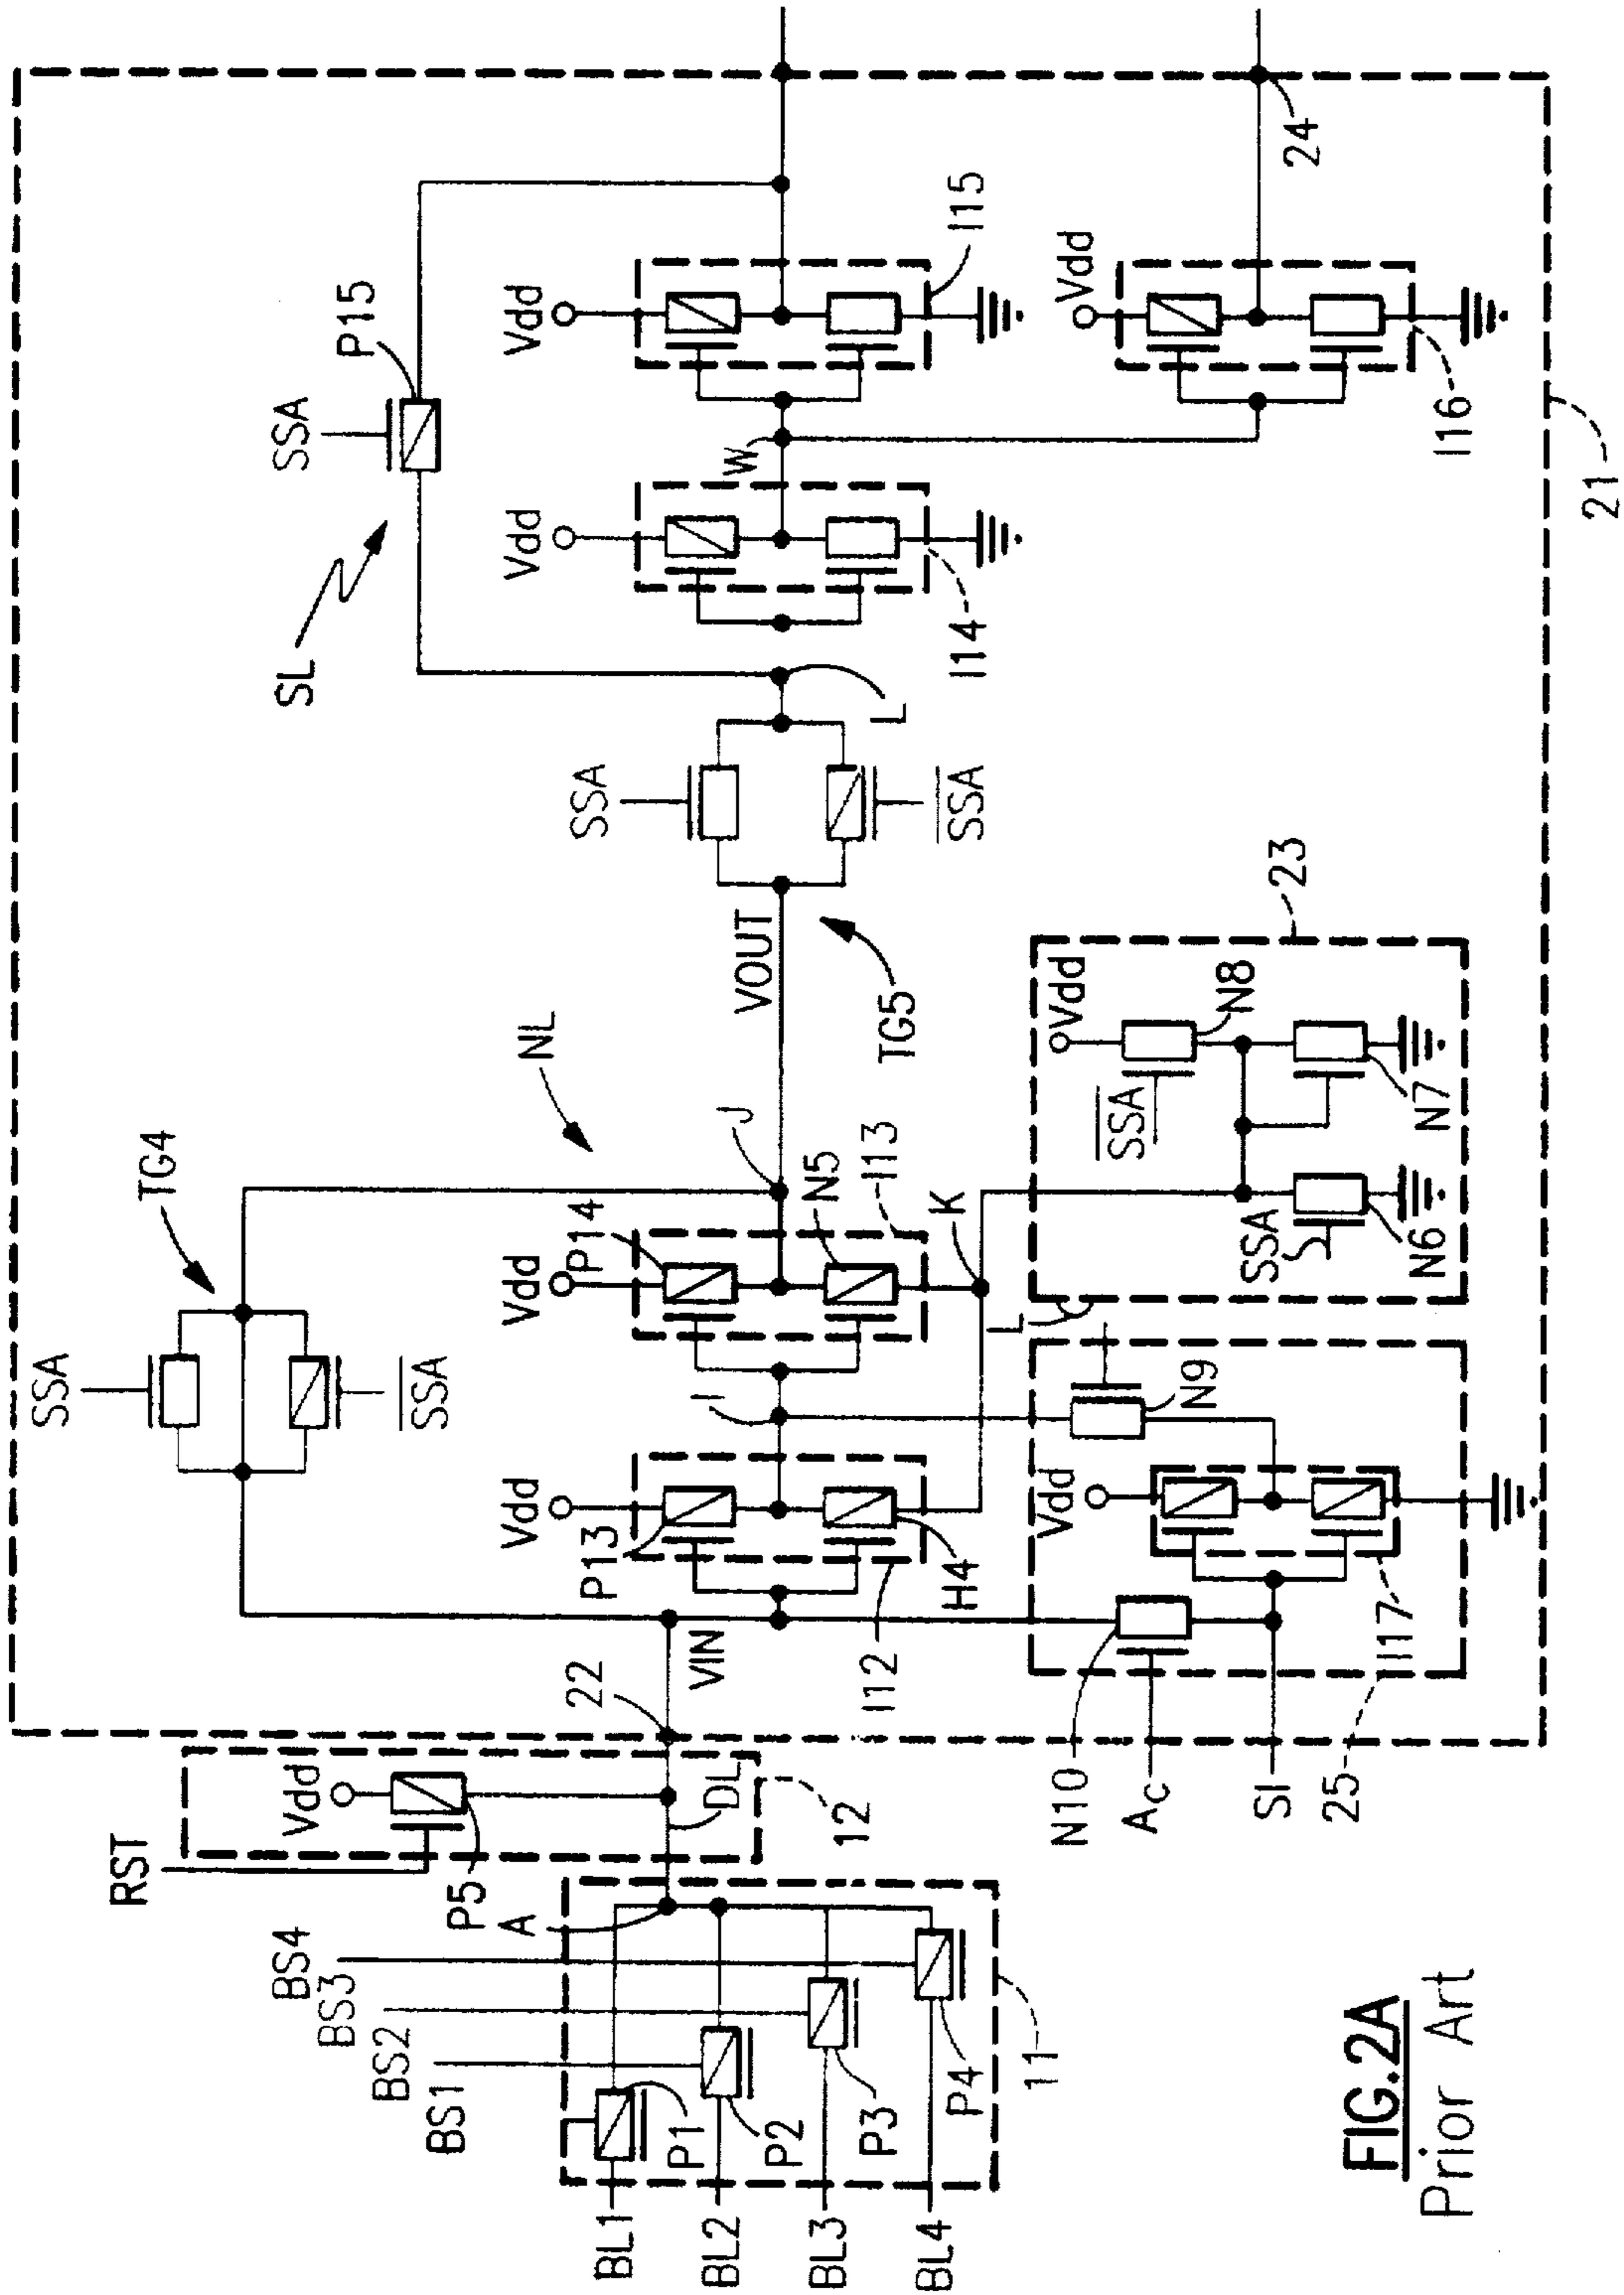 SSA
P15
SL
Vdd
Vdd
I15
W
24
Vdd
I14
I16
21
L
SSA
S̅S̅A̅
VOUT
TG5
NL
TG4
SSA
S̅S̅A̅
J
Vdd
P14
N5
I13
K
I
Vdd
P13
H4
I12
VIN
22
23
Vdd
N8
S̅S̅A̅
N7
SSA
N6
L
N9
Vdd
I17
25
N10
AC
SI
RST
Vdd
P5
DL
12
A
BS4
BS3
BS2
BS1
P1
P2
P3
P4
11
BL1
BL2
BL3
BL4
FIG.2A
Prior Art